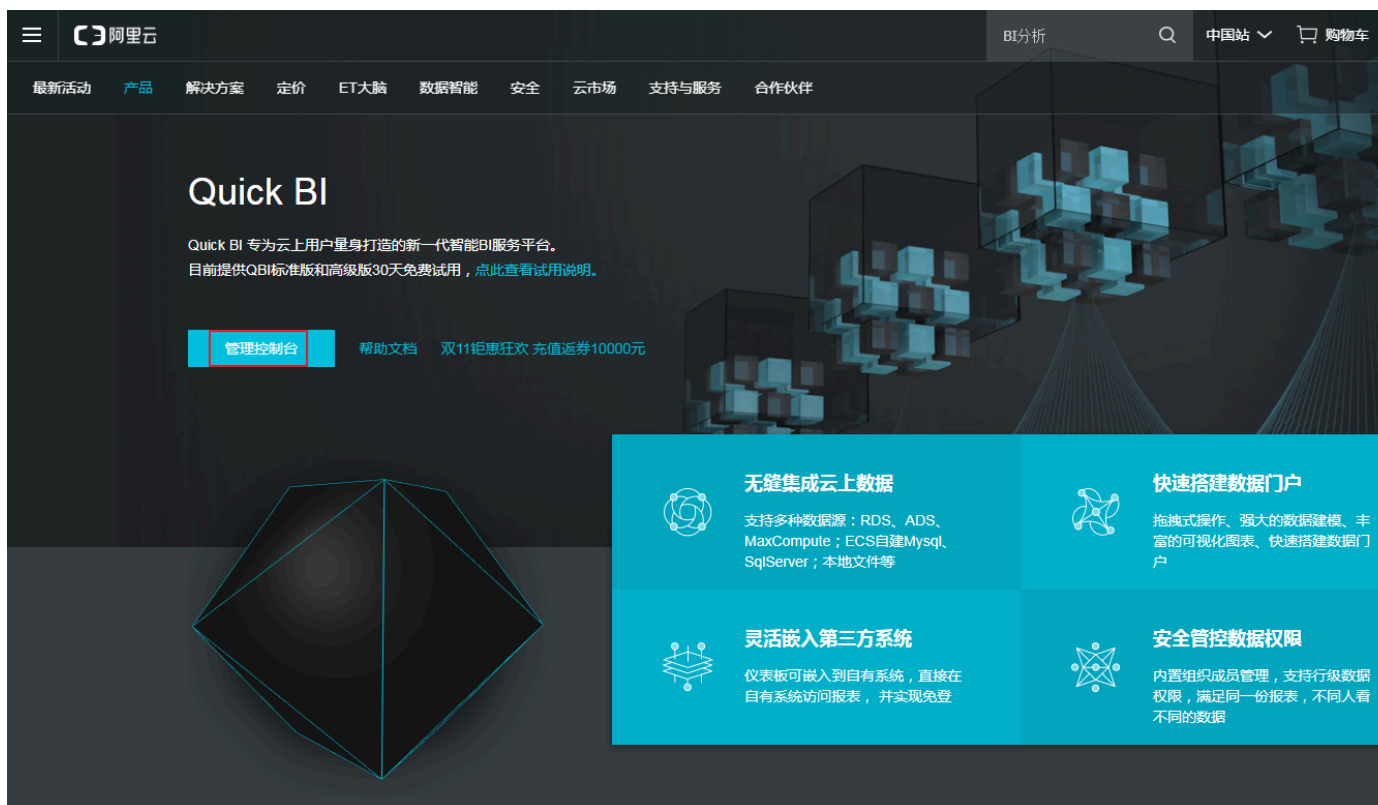 阿里云
BI分析
中国站
购物车
最新活动 产品 解决方案 定价 ET大脑 数据智能 安全 云市场 支持与服务 合作伙伴
Quick BI
Quick BI 专为云上用户量身打造的新一代智能BI服务平台。
目前提供QBI标准版和高级版30天免费试用，点此查看试用说明。
管理控制台 帮助文档 双11钜惠狂欢 充值返券10000元
无缝集成云上数据
支持多种数据源：RDS、ADS、
MaxCompute；ECS自建Mysql、
SqlServer；本地文件等
快速搭建数据门户
拖拽式操作、强大的数据建模、丰
富的可视化图表、快速搭建数据门
户
灵活嵌入第三方系统
仪表板可嵌入到自有系统，直接在
自有系统访问报表， 并实现免登
安全管控数据权限
内置组织成员管理，支持行级数据
权限，满足同一份报表，不同人看
不同的数据